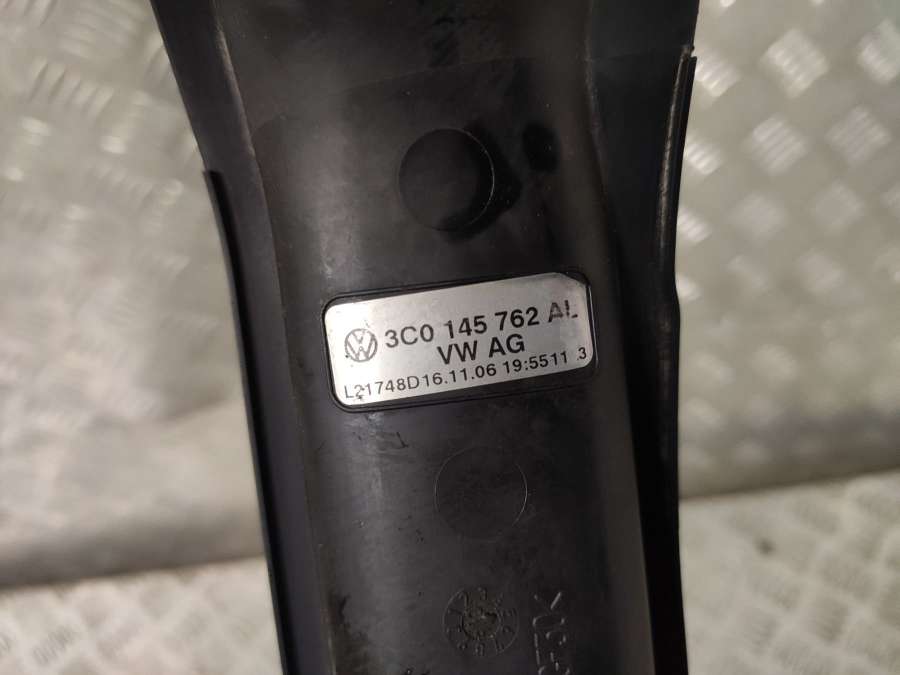 3C0 145 762 AL
VW AG
L21748D16.11.06 19:5511 3